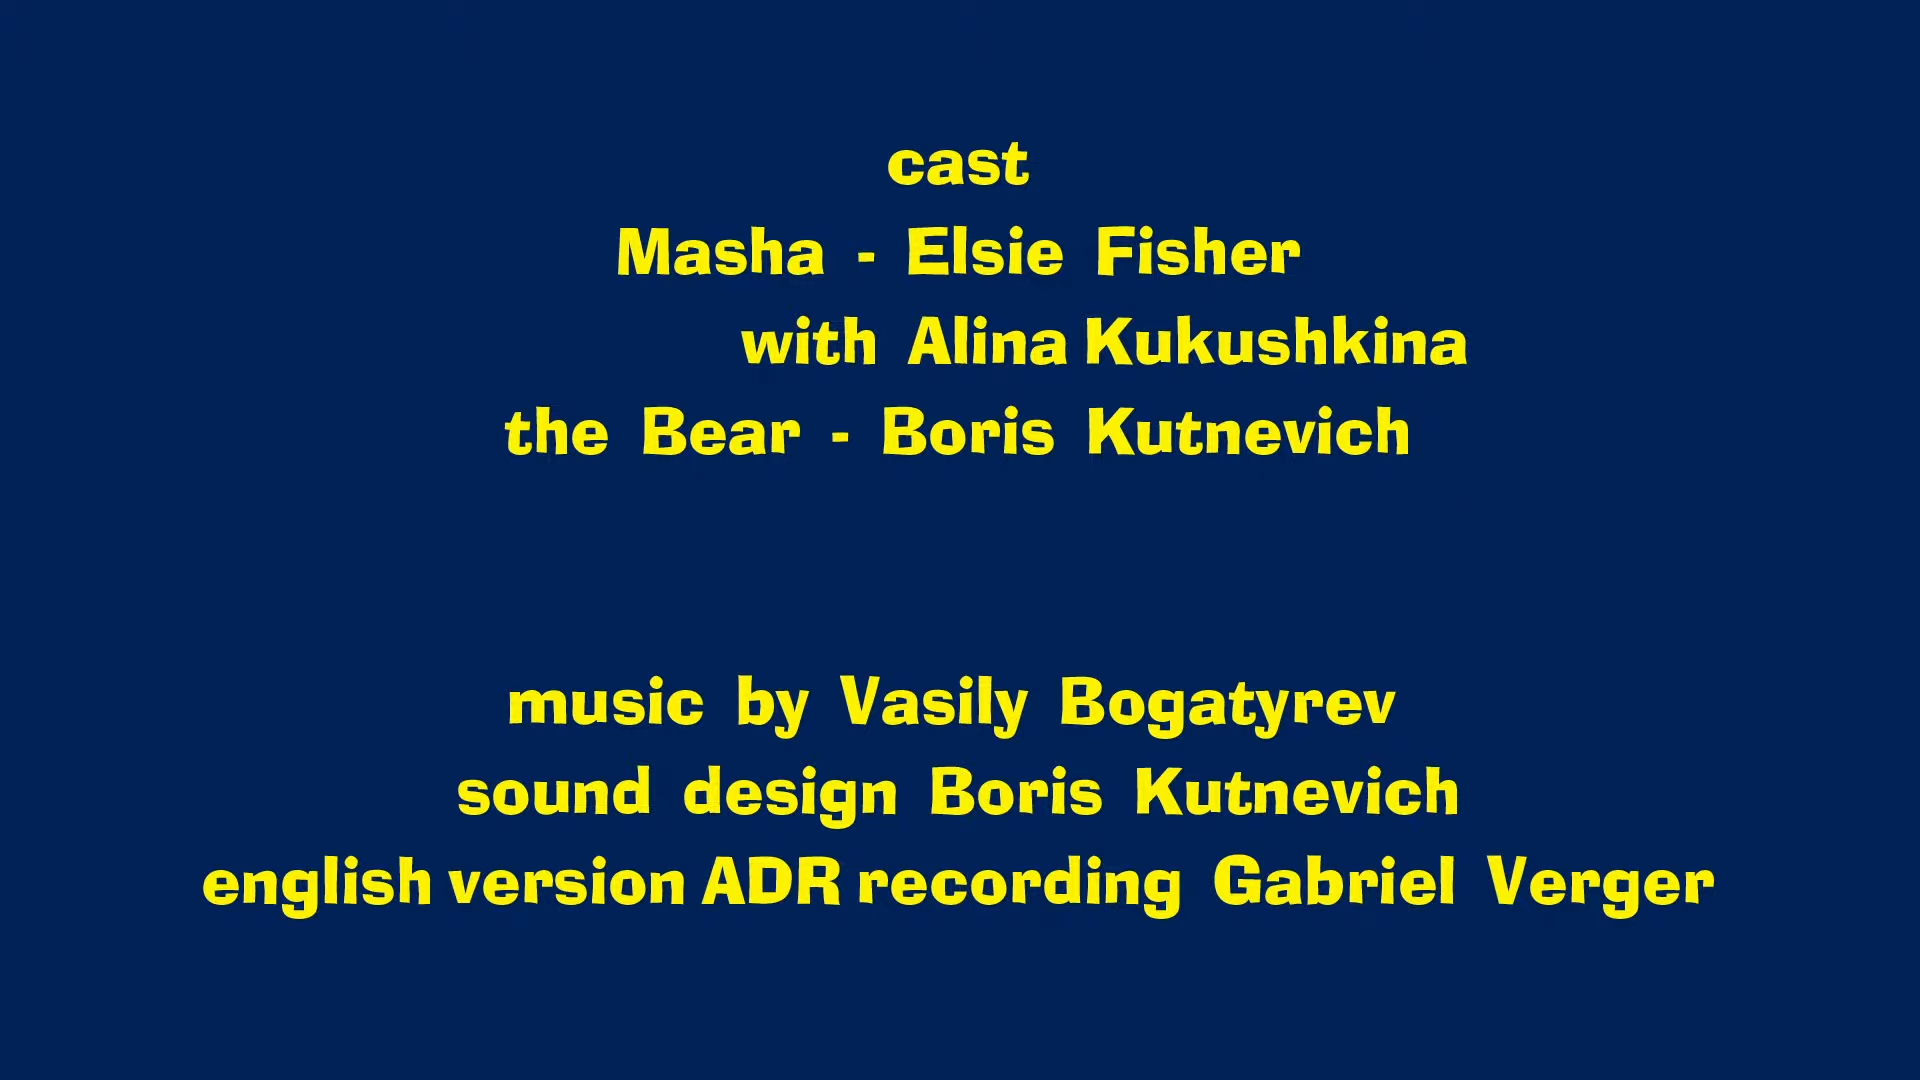 cast
Masha - Elsie Fisher
with Alina Kukushkina
the Bear - Boris Kutnevich
music by Vasily Bogatyrev
sound design Boris Kutnevich
english version ADR recording Gabriel Verger